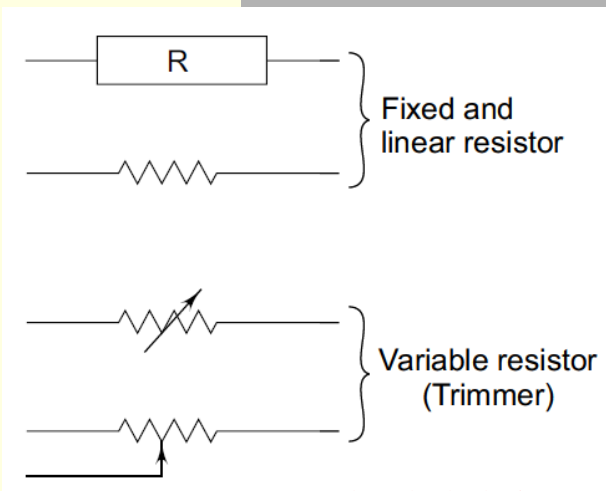 R
Fixed and
linear resistor
Variable resistor
(Trimmer)